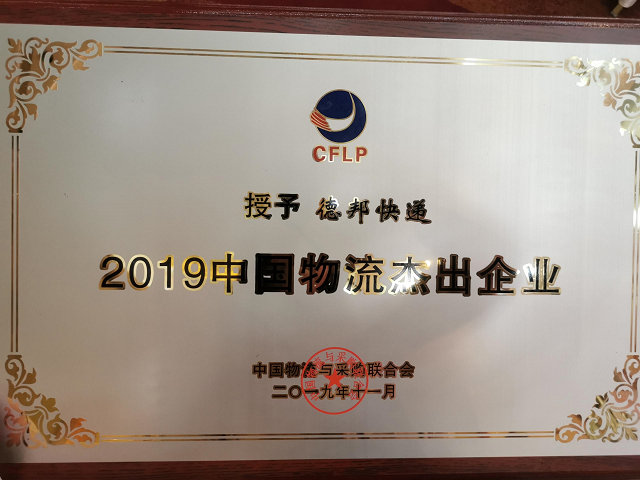 CFLP
授予 德邦快递
2019中国物流杰出企业
中国物流与采购联合会
二〇一九年十一月